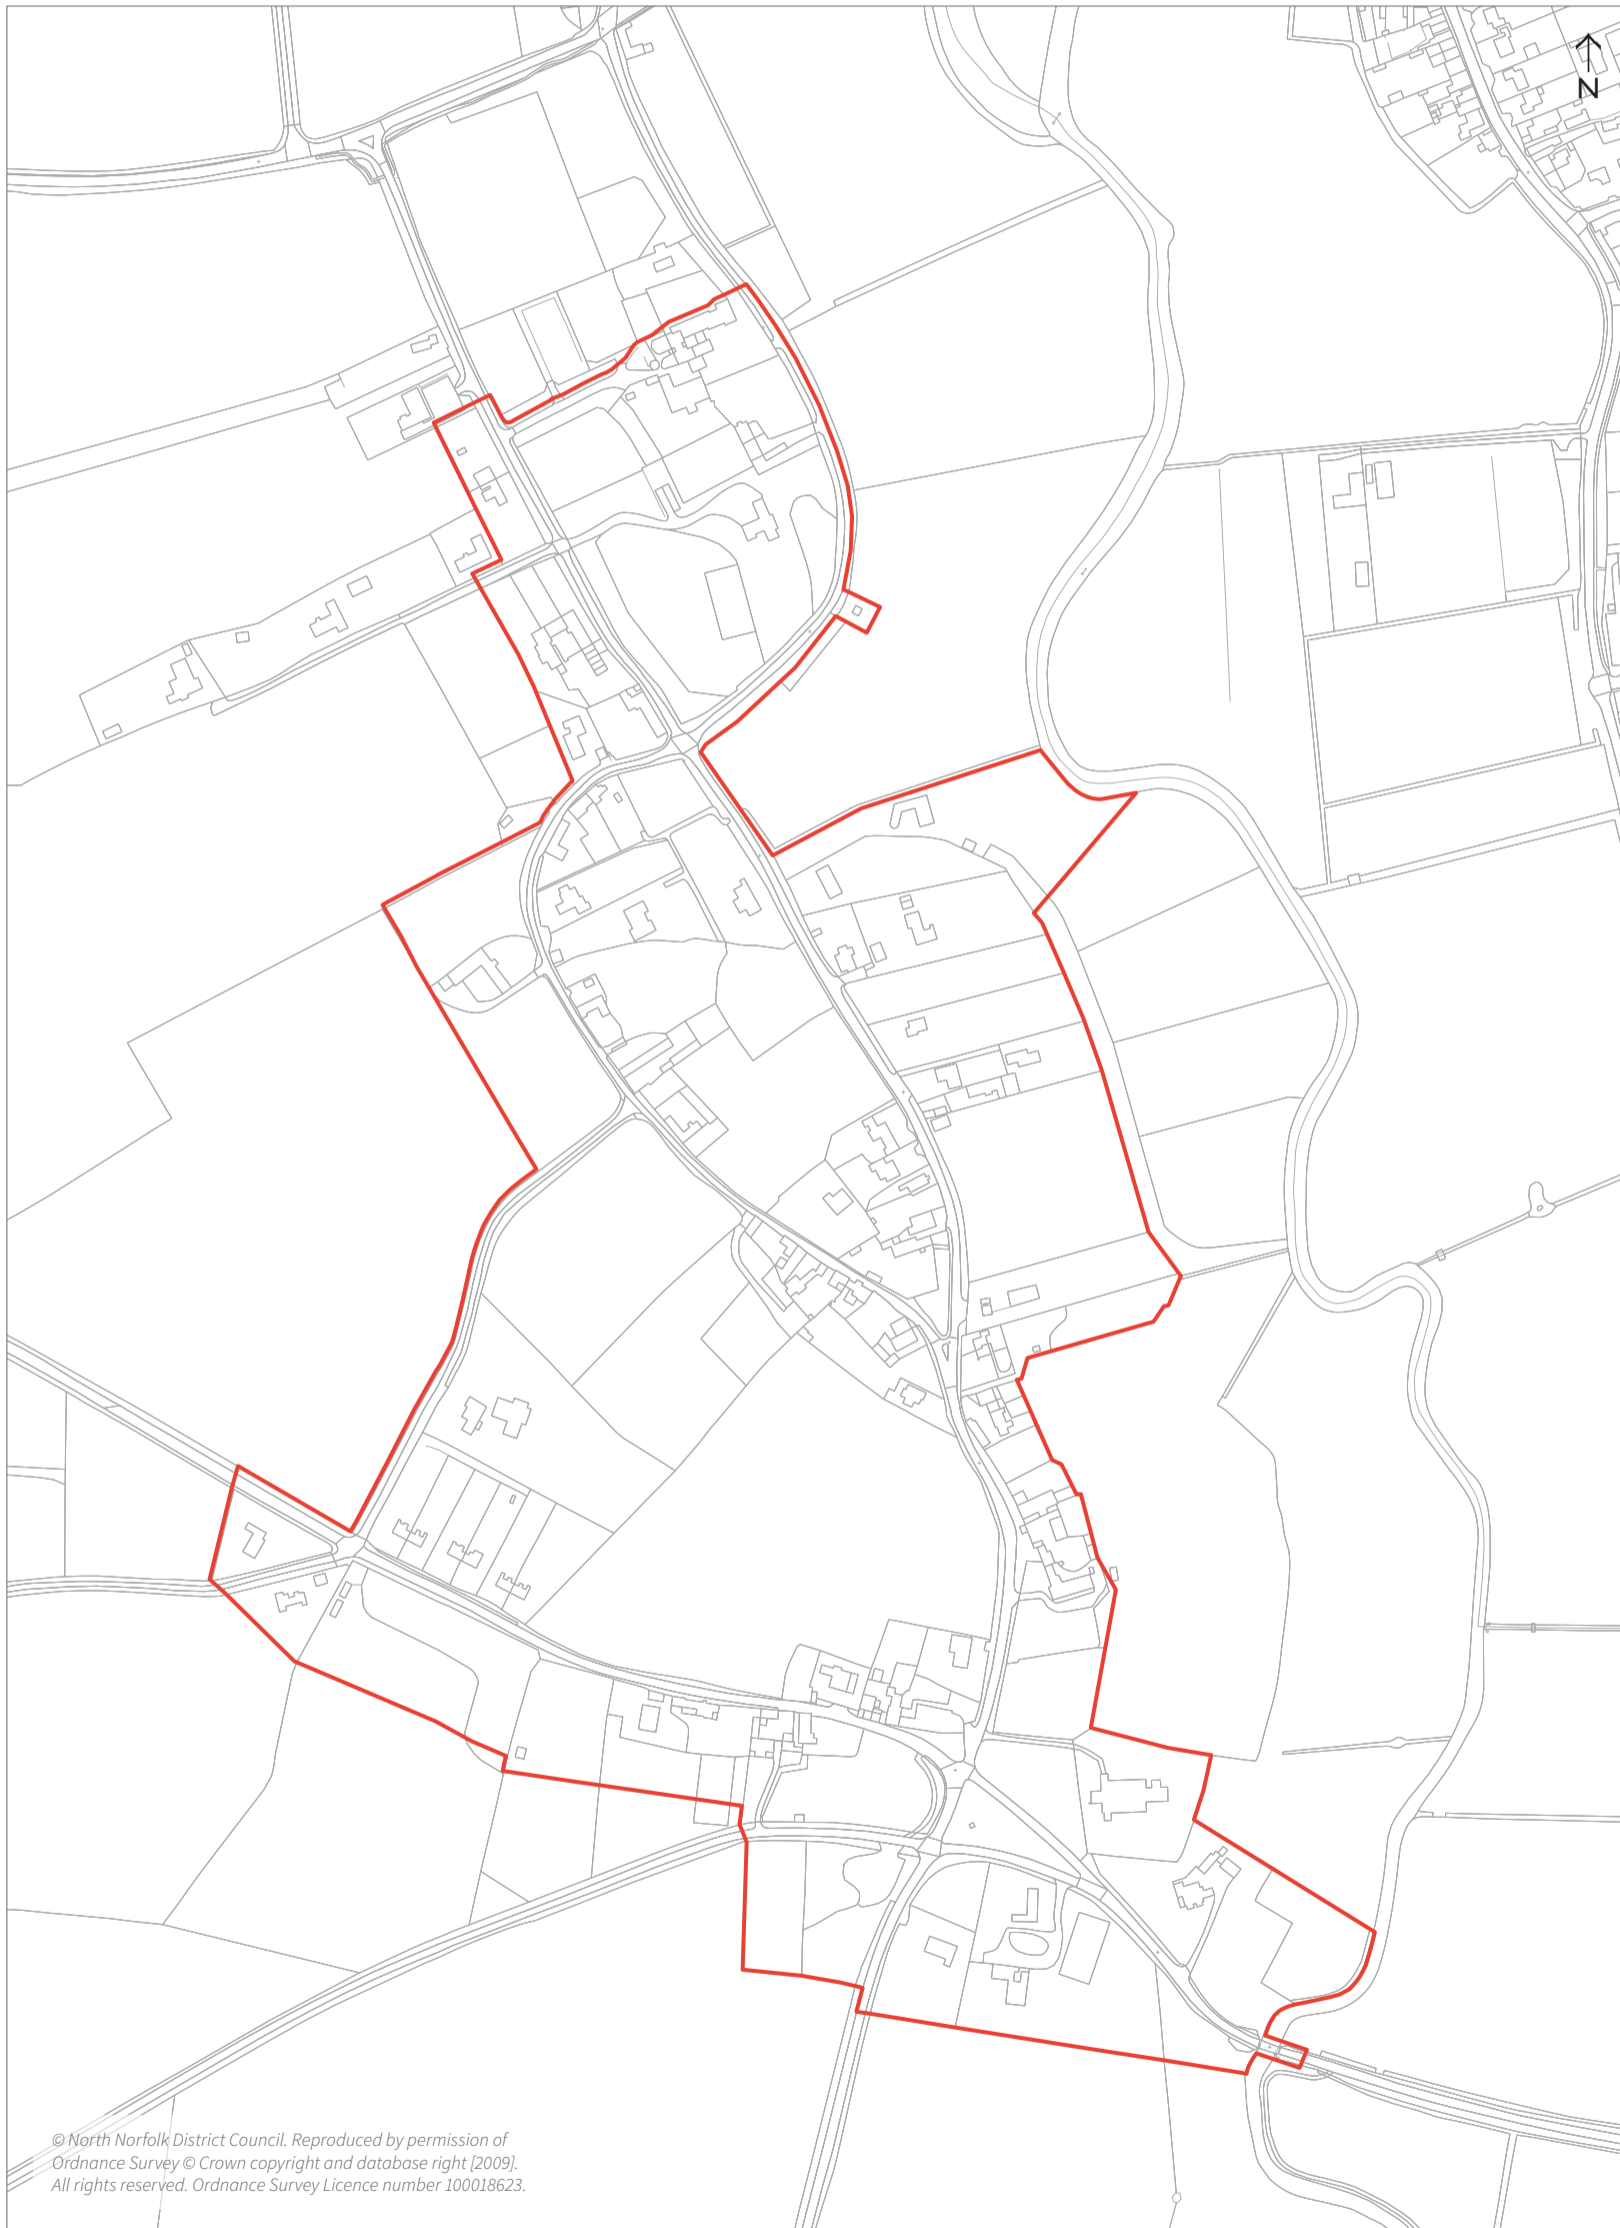 N
© North Norfolk District Council. Reproduced by permission of
Ordnance Survey © Crown copyright and database right [2009].
All rights reserved. Ordnance Survey Licence number 100018623.